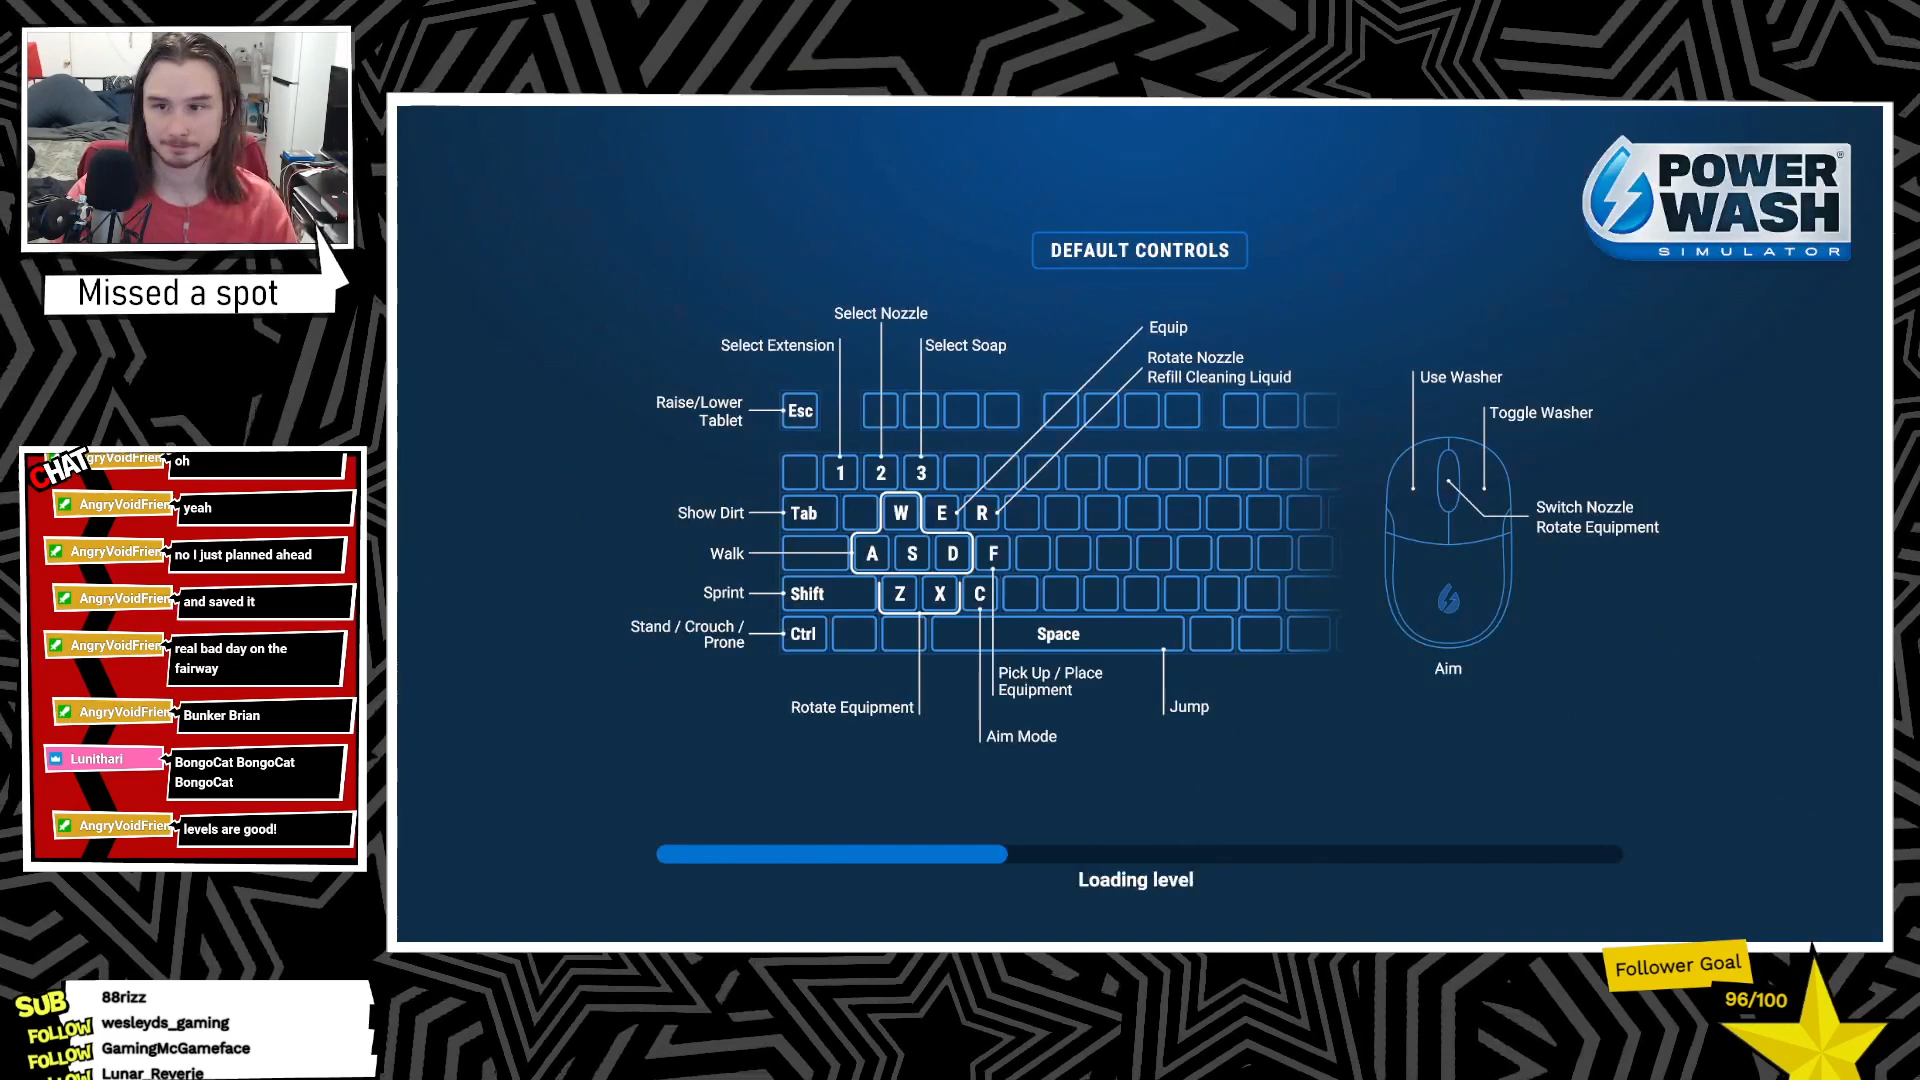 Missed a spot
CHAT
oh
AngryVoidFrien
yeah
AngryVoidFrien
no I just planned ahead
AngryVoidFrien
and saved it
AngryVoidFrien
real bad day on the
fairway
AngryVoidFrien
Bunker Brian
Lunithari
BongoCat BongoCat
BongoCat
AngryVoidFrien
levels are good!
SUB
88rizz
FOLLOW
wesleyds_gaming
FOLLOW
GamingMcGameface
Lunar_Reverie
POWER
WASH
SIMULATOR
DEFAULT CONTROLS
Select Nozzle
Select Extension
Select Soap
Equip
Rotate Nozzle
Refill Cleaning Liquid
Raise/Lower
Tablet
Esc
1 2 3
Show Dirt
Tab
W E R
Walk
A S D F
Sprint
Shift
Z X C
Stand / Crouch /
Prone
Ctrl
Space
Pick Up / Place
Equipment
Rotate Equipment
Jump
Aim Mode
Use Washer
Toggle Washer
Switch Nozzle
Rotate Equipment
Aim
Loading level
Follower Goal
96/100